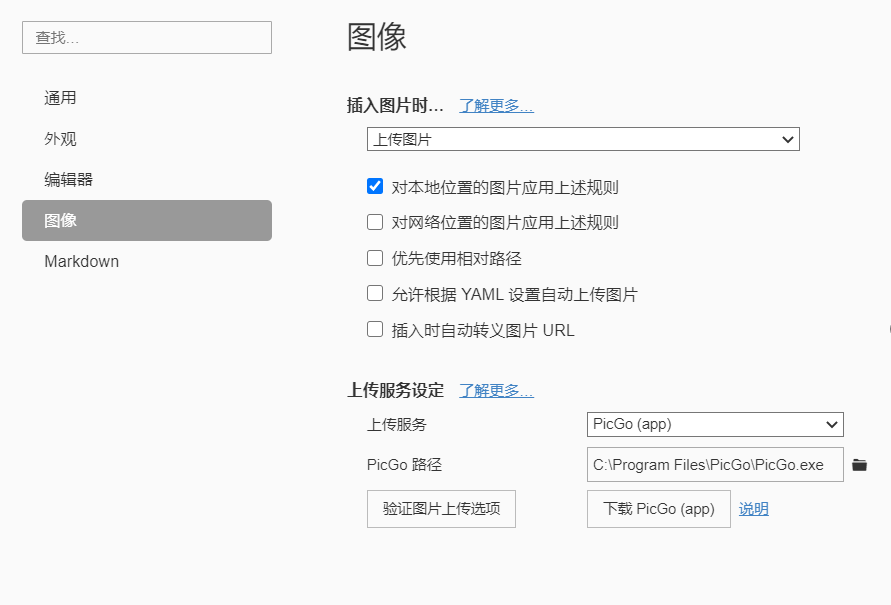 查找...
通用
外观
编辑器
图像
Markdown
图像
插入图片时... 了解更多...
上传图片
对本地位置的图片应用上述规则
对网络位置的图片应用上述规则
优先使用相对路径
允许根据 YAML 设置自动上传图片
插入时自动转义图片 URL
上传服务设定 了解更多...
上传服务 PicGo (app)
PicGo 路径 C:\Program Files\PicGo\PicGo.exe
验证图片上传选项 下载 PicGo (app) 说明